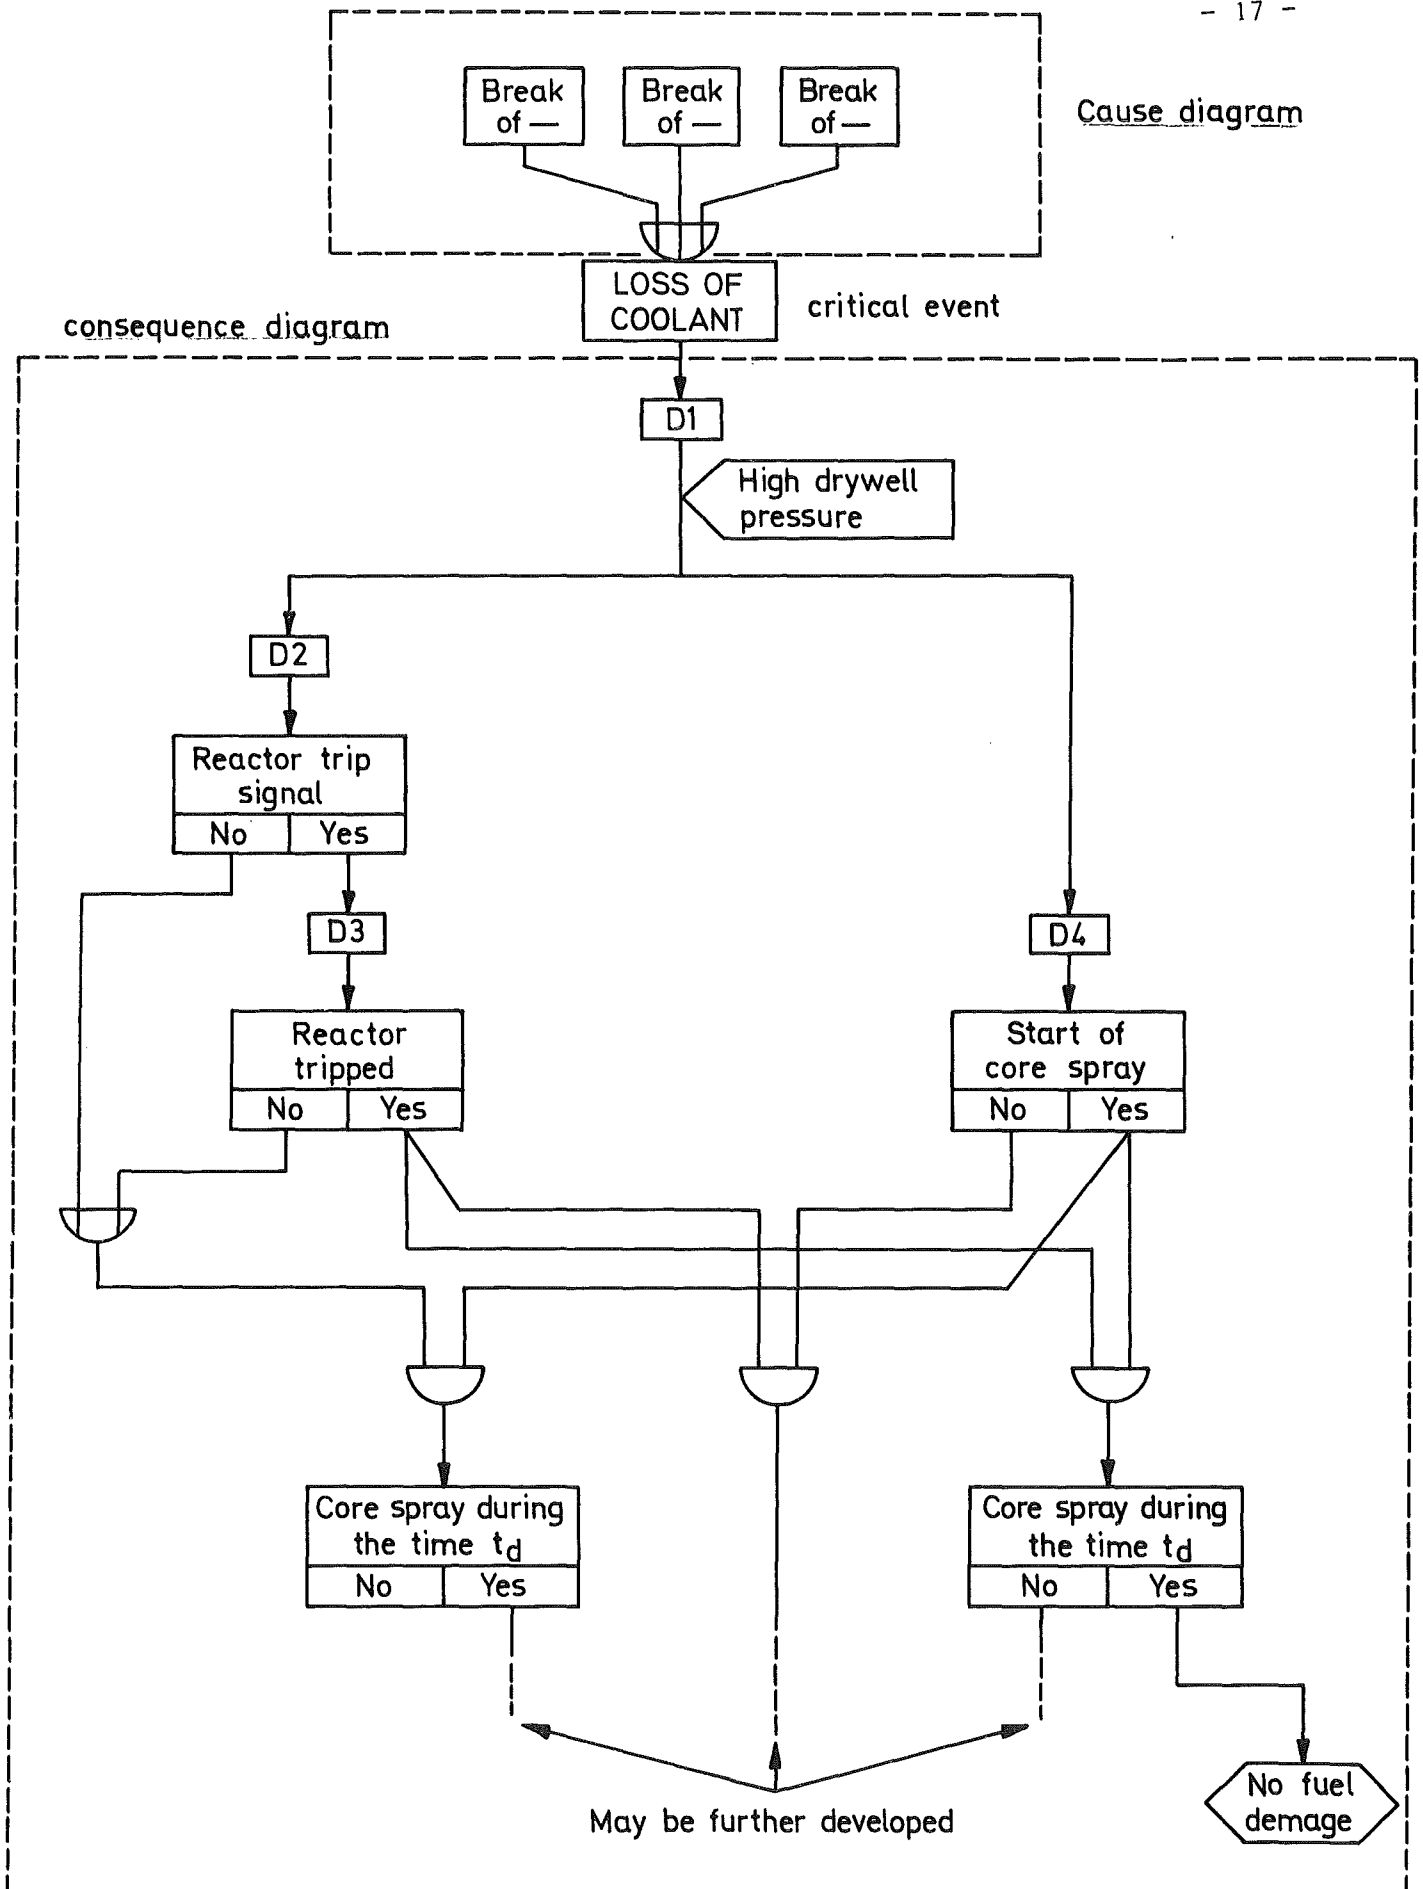 - 17 -
Break
of —
Break
of —
Break
of —
Cause diagram
LOSS OF
COOLANT
critical event
consequence diagram
D1
High drywell
pressure
D2
Reactor trip
signal
No
Yes
D3
D4
Reactor
tripped
No
Yes
Start of
core spray
No
Yes
Core spray during
the time td
No
Yes
Core spray during
the time td
No
Yes
No fuel
demage
May be further developed